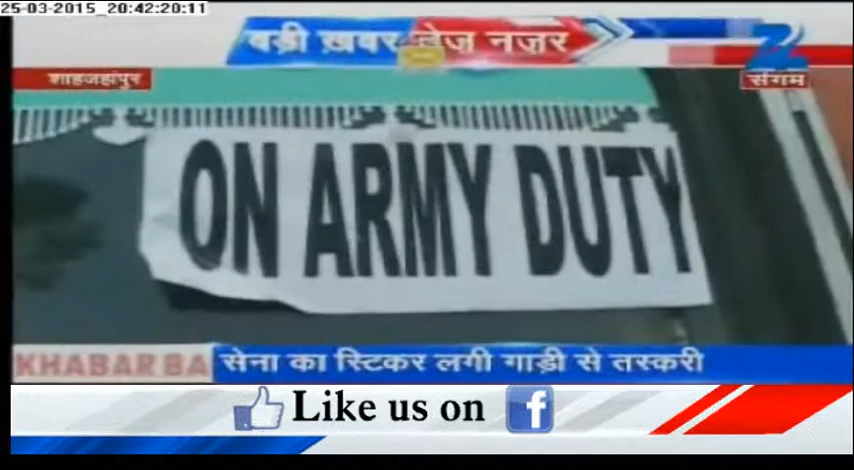 25-03-2015_20:42:20:11
बड़ी ख़बर तेज़ नज़र
शाहजहांपुर
Z
संगम
ON ARMY DUTY
KHABAR BA
सेना का स्टिकर लगी गाड़ी से तस्करी
Like us on f